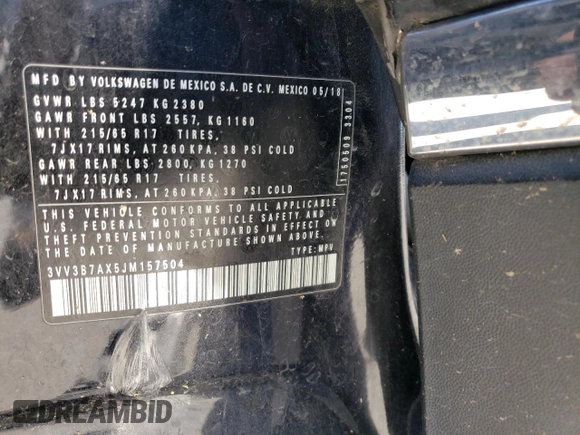 MFD BY VOLKSWAGEN DE MEXICO S.A. DE C.V. MEXICO 05/18
GVWR LBS 5247 KG 2380
GAWR FRONT LBS 2557, KG 1160
WITH 215/65 R17 TIRES,
7JX17 RIMS, AT 260 KPA, 38 PSI COLD
GAWR REAR LBS 2800, KG 1270
WITH 215/65 R17 TIRES,
7JX17 RIMS, AT 260 KPA, 38 PSI COLD
THIS VEHICLE CONFORMS TO ALL APPLICABLE
U.S. FEDERAL MOTOR VEHICLE SAFETY AND
THEFT PREVENTION STANDARDS IN EFFECT ON
THE DATE OF MANUFACTURE SHOWN ABOVE.
3VV3B7AX5JM157504 TYPE: MPV
1750503 3304
DREAMBID